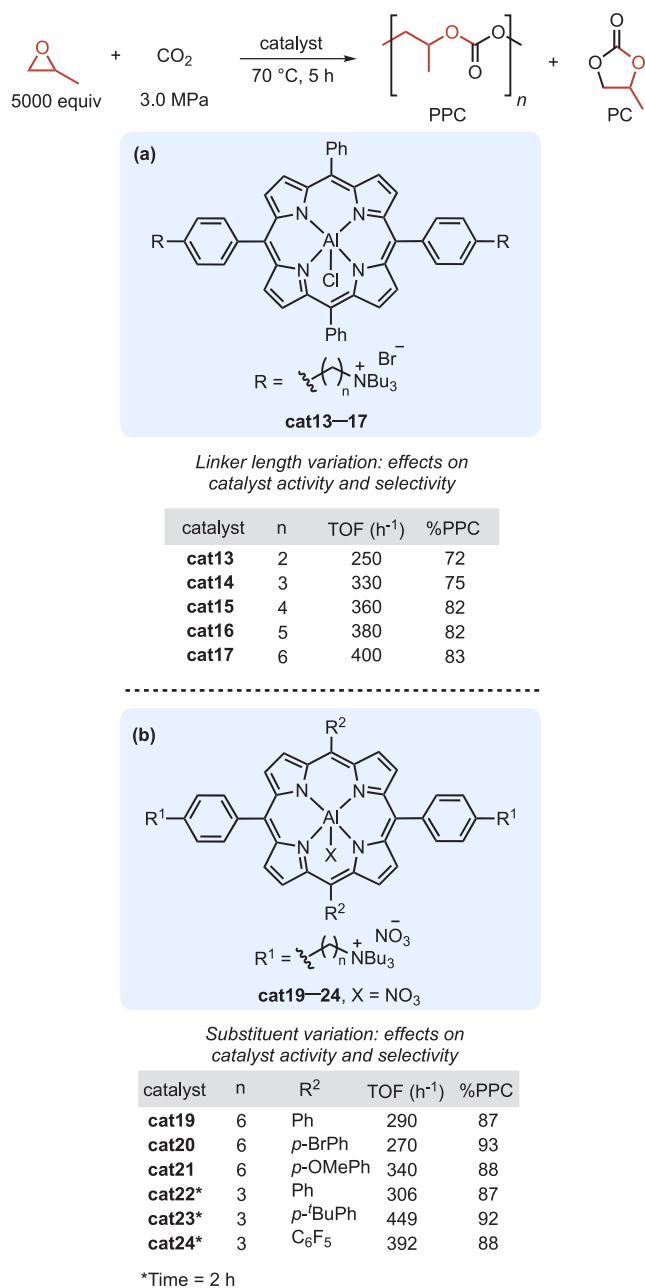 O
5000 equiv
+
CO2
3.0 MPa
catalyst
70 °C, 5 h
O O O
n
PPC
+
O
O O
PC
(a)
Ph
N N
R Al R
N Cl N
Ph
R = ( )n +NBu3 Br−
cat13—17
Linker length variation: effects on
catalyst activity and selectivity
catalyst n TOF (h-1) %PPC
cat13 2 250 72
cat14 3 330 75
cat15 4 360 82
cat16 5 380 82
cat17 6 400 83
(b)
R2
N N
R1 Al R1
N X N
R2
R1 = ( )n +NBu3 NO3−
cat19—24, X = NO3
Substituent variation: effects on
catalyst activity and selectivity
catalyst n R2 TOF (h-1) %PPC
cat19 6 Ph 290 87
cat20 6 p-BrPh 270 93
cat21 6 p-OMePh 340 88
cat22* 3 Ph 306 87
cat23* 3 p-tBuPh 449 92
cat24* 3 C6F5 392 88
*Time = 2 h